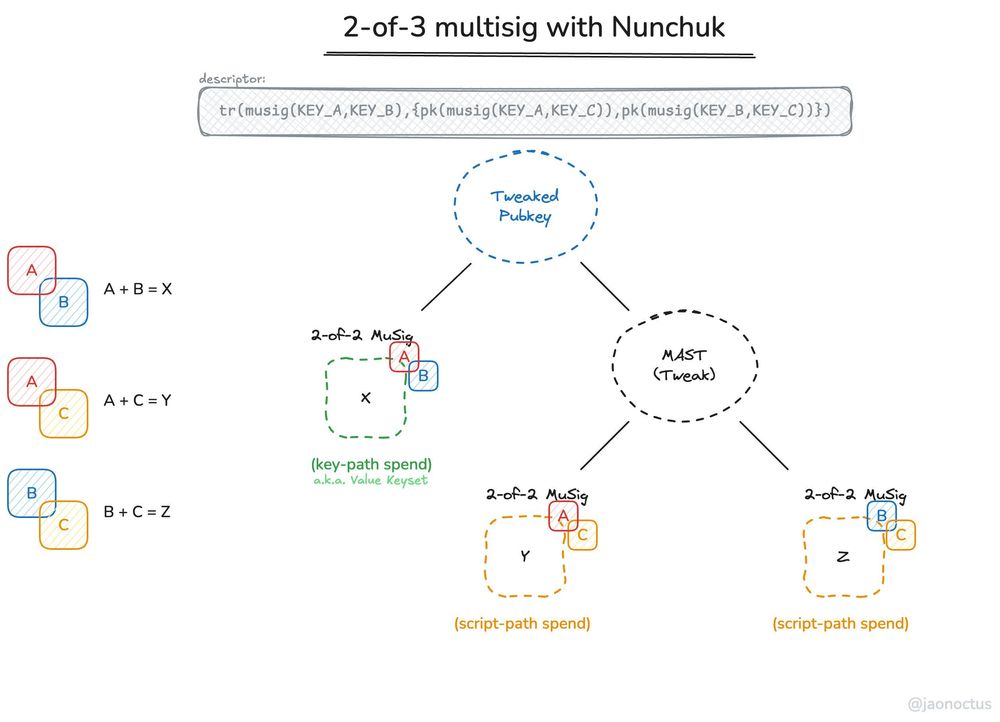 2-of-3 multisig with Nunchuk
descriptor:
tr(musig(KEY_A,KEY_B),{pk(musig(KEY_A,KEY_C)),pk(musig(KEY_B,KEY_C))})
Tweaked
Pubkey
A
B
A + B = X
A
C
A + C = Y
B
C
B + C = Z
2-of-2 MuSig
A
B
X
(key-path spend)
a.k.a. Value Keyset
MAST
(Tweak)
2-of-2 MuSig
A
C
Y
(script-path spend)
2-of-2 MuSig
B
C
Z
(script-path spend)
@jaonoctus